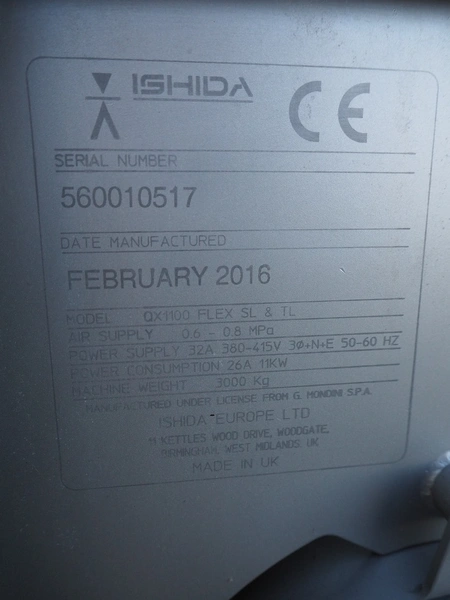 ISHIDA CE
SERIAL NUMBER
560010517
DATE MANUFACTURED
FEBRUARY 2016
MODEL QX1100 FLEX SL & TL
AIR SUPPLY 0.6 - 0.8 MPa
POWER SUPPLY 32A 380-415V 3Ø+N+E 50-60 HZ
POWER CONSUMPTION 26A 11KW
MACHINE WEIGHT 3000 Kg
MANUFACTURED UNDER LICENSE FROM G. MONDINI S.P.A.
ISHIDA EUROPE LTD
11 KETTLES WOOD DRIVE, WOODGATE,
BIRMINGHAM, WEST MIDLANDS. UK
MADE IN UK